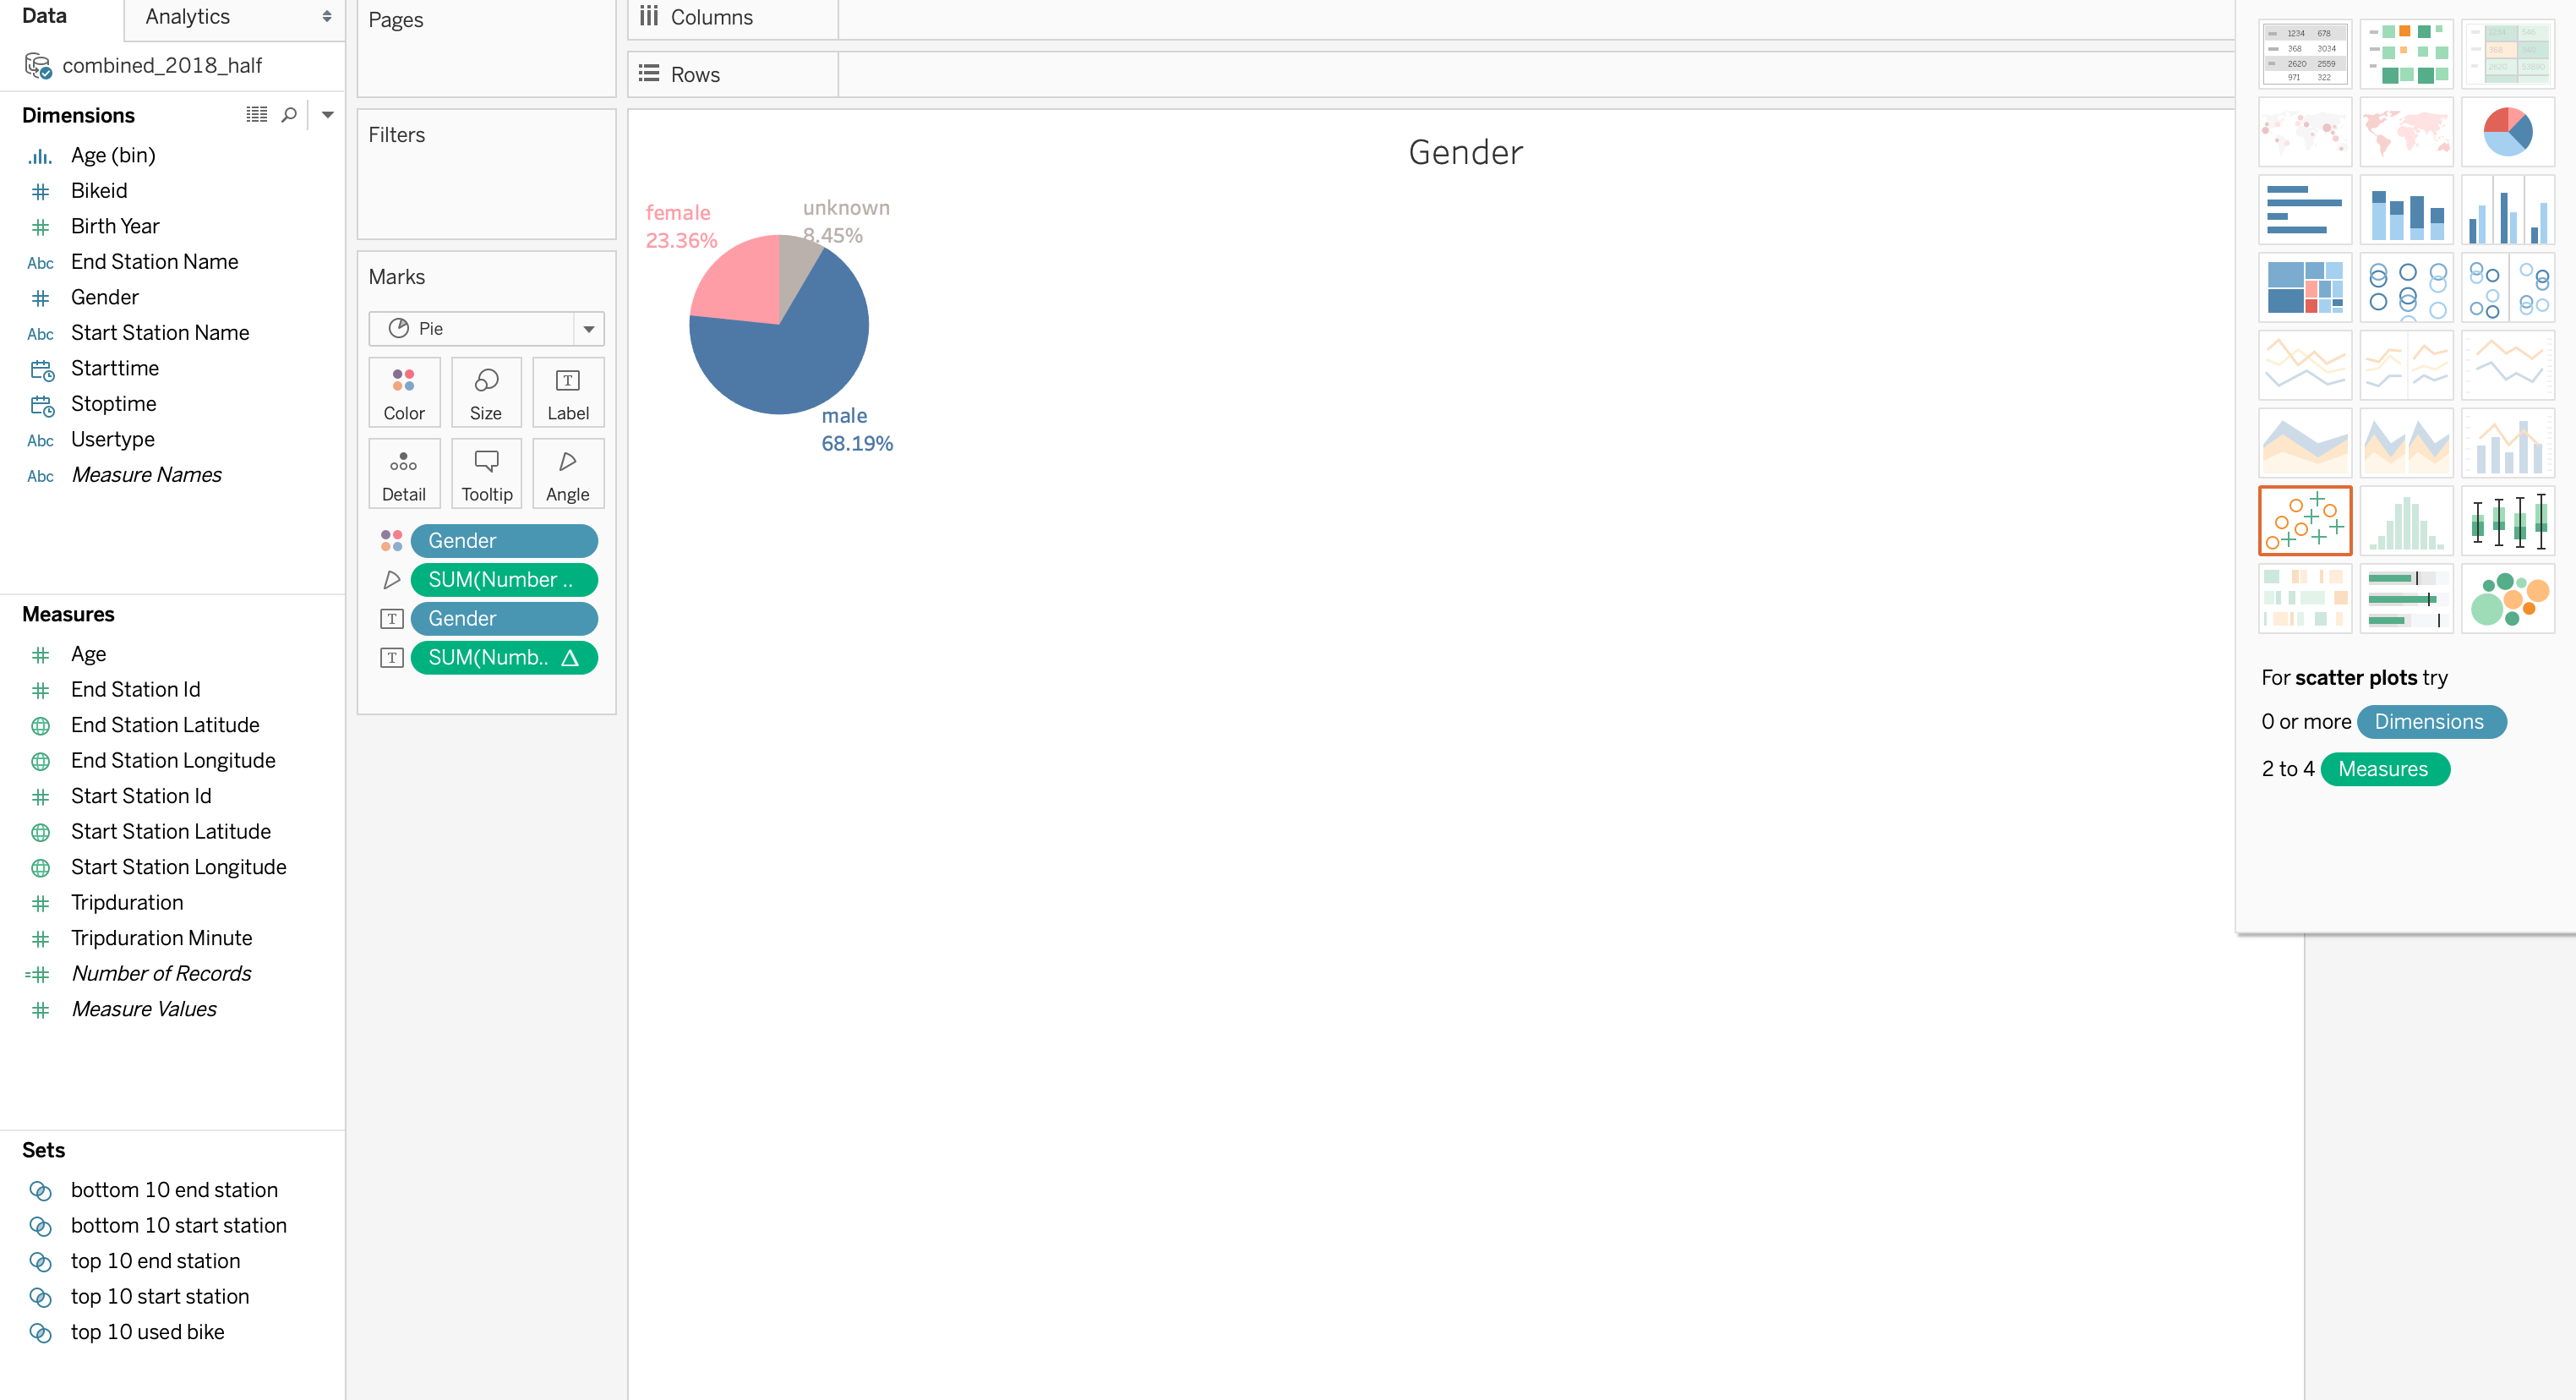 Data
Analytics
combined_2018_half
Dimensions
Age (bin)
Bikeid
Birth Year
Abc End Station Name
Gender
Abc Start Station Name
Starttime
Stoptime
Abc Usertype
Abc Measure Names
Measures
Age
End Station Id
End Station Latitude
End Station Longitude
Start Station Id
Start Station Latitude
Start Station Longitude
Tripduration
Tripduration Minute
Number of Records
Measure Values
Sets
bottom 10 end station
bottom 10 start station
top 10 end station
top 10 start station
top 10 used bike
Pages
Filters
Marks
Pie
Color
Size
T
Label
Detail
Tooltip
Angle
Gender
SUM(Number ..
T Gender
T SUM(Numb.. Δ
Columns
Rows
Gender
female
23.36%
unknown
8.45%
male
68.19%
1234 678
368 3034
2620 2559
971 322
1234 546
368
2620
For scatter plots try
0 or more Dimensions
2 to 4 Measures